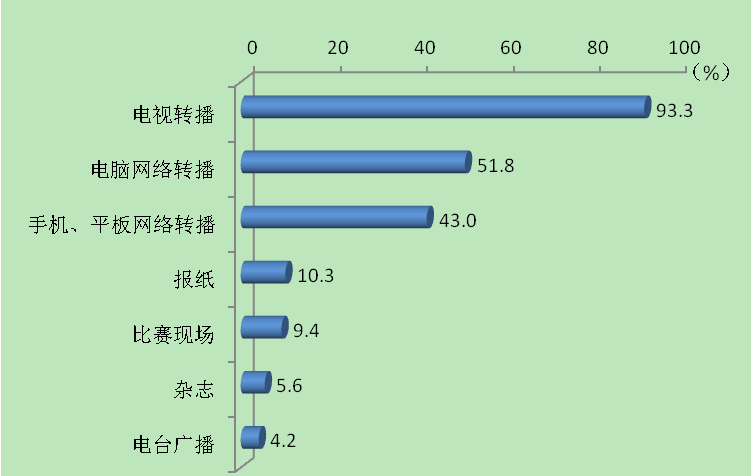 0 20 40 60 80 100
(%)
电视转播 93.3
电脑网络转播 51.8
手机、平板网络转播 43.0
报纸 10.3
比赛现场 9.4
杂志 5.6
电台广播 4.2